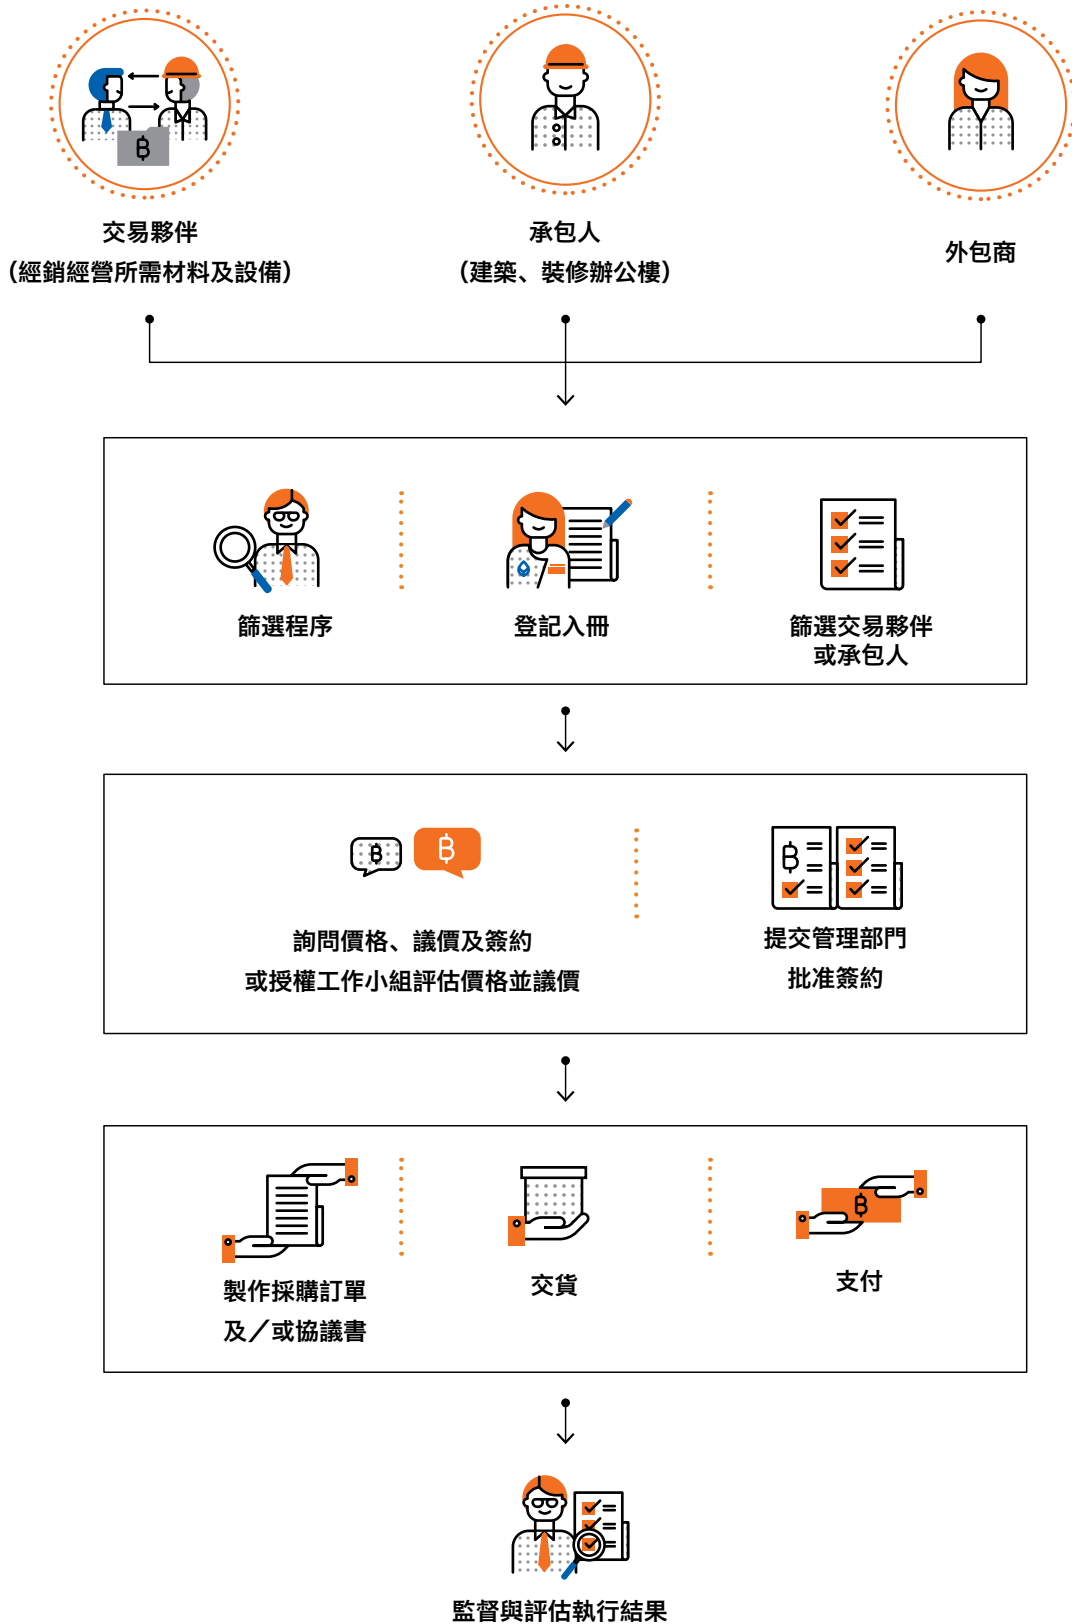 交易夥伴
（經銷經營所需材料及設備）
承包人
（建築、裝修辦公樓）
外包商
篩選程序
登記入冊
篩選交易夥伴
或承包人
詢問價格、議價及簽約
或授權工作小組評估價格並議價
提交管理部門
批准簽約
製作採購訂單
及／或協議書
交貨
支付
監督與評估執行結果